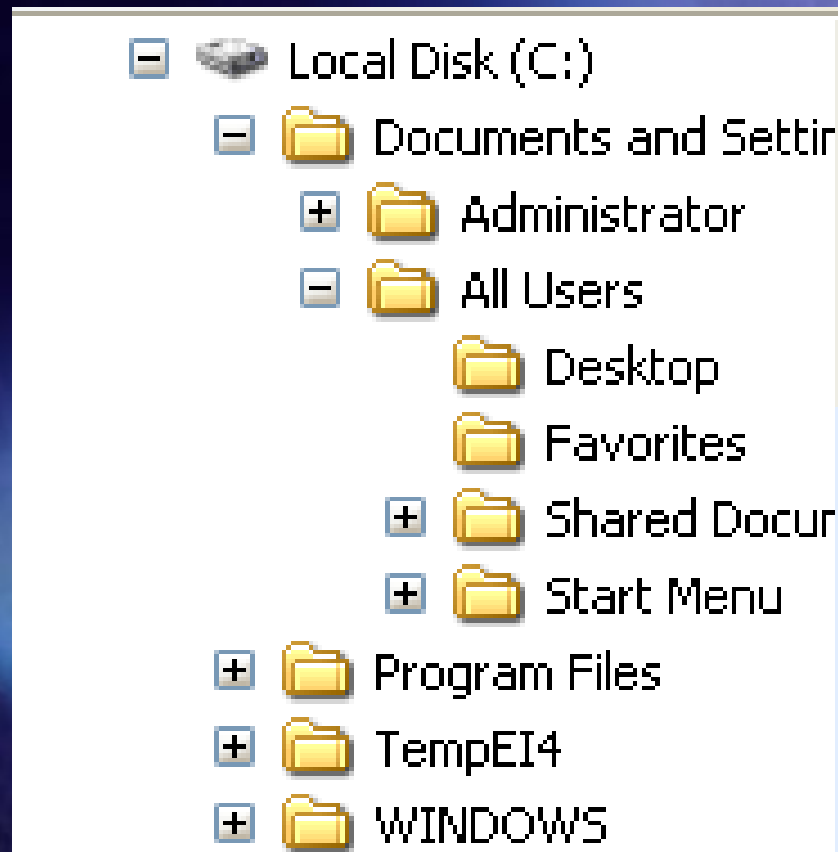 Local Disk (C:)
Documents and Settin
Administrator
All Users
Desktop
Favorites
Shared Docur
Start Menu
Program Files
TempEI4
WINDOWS